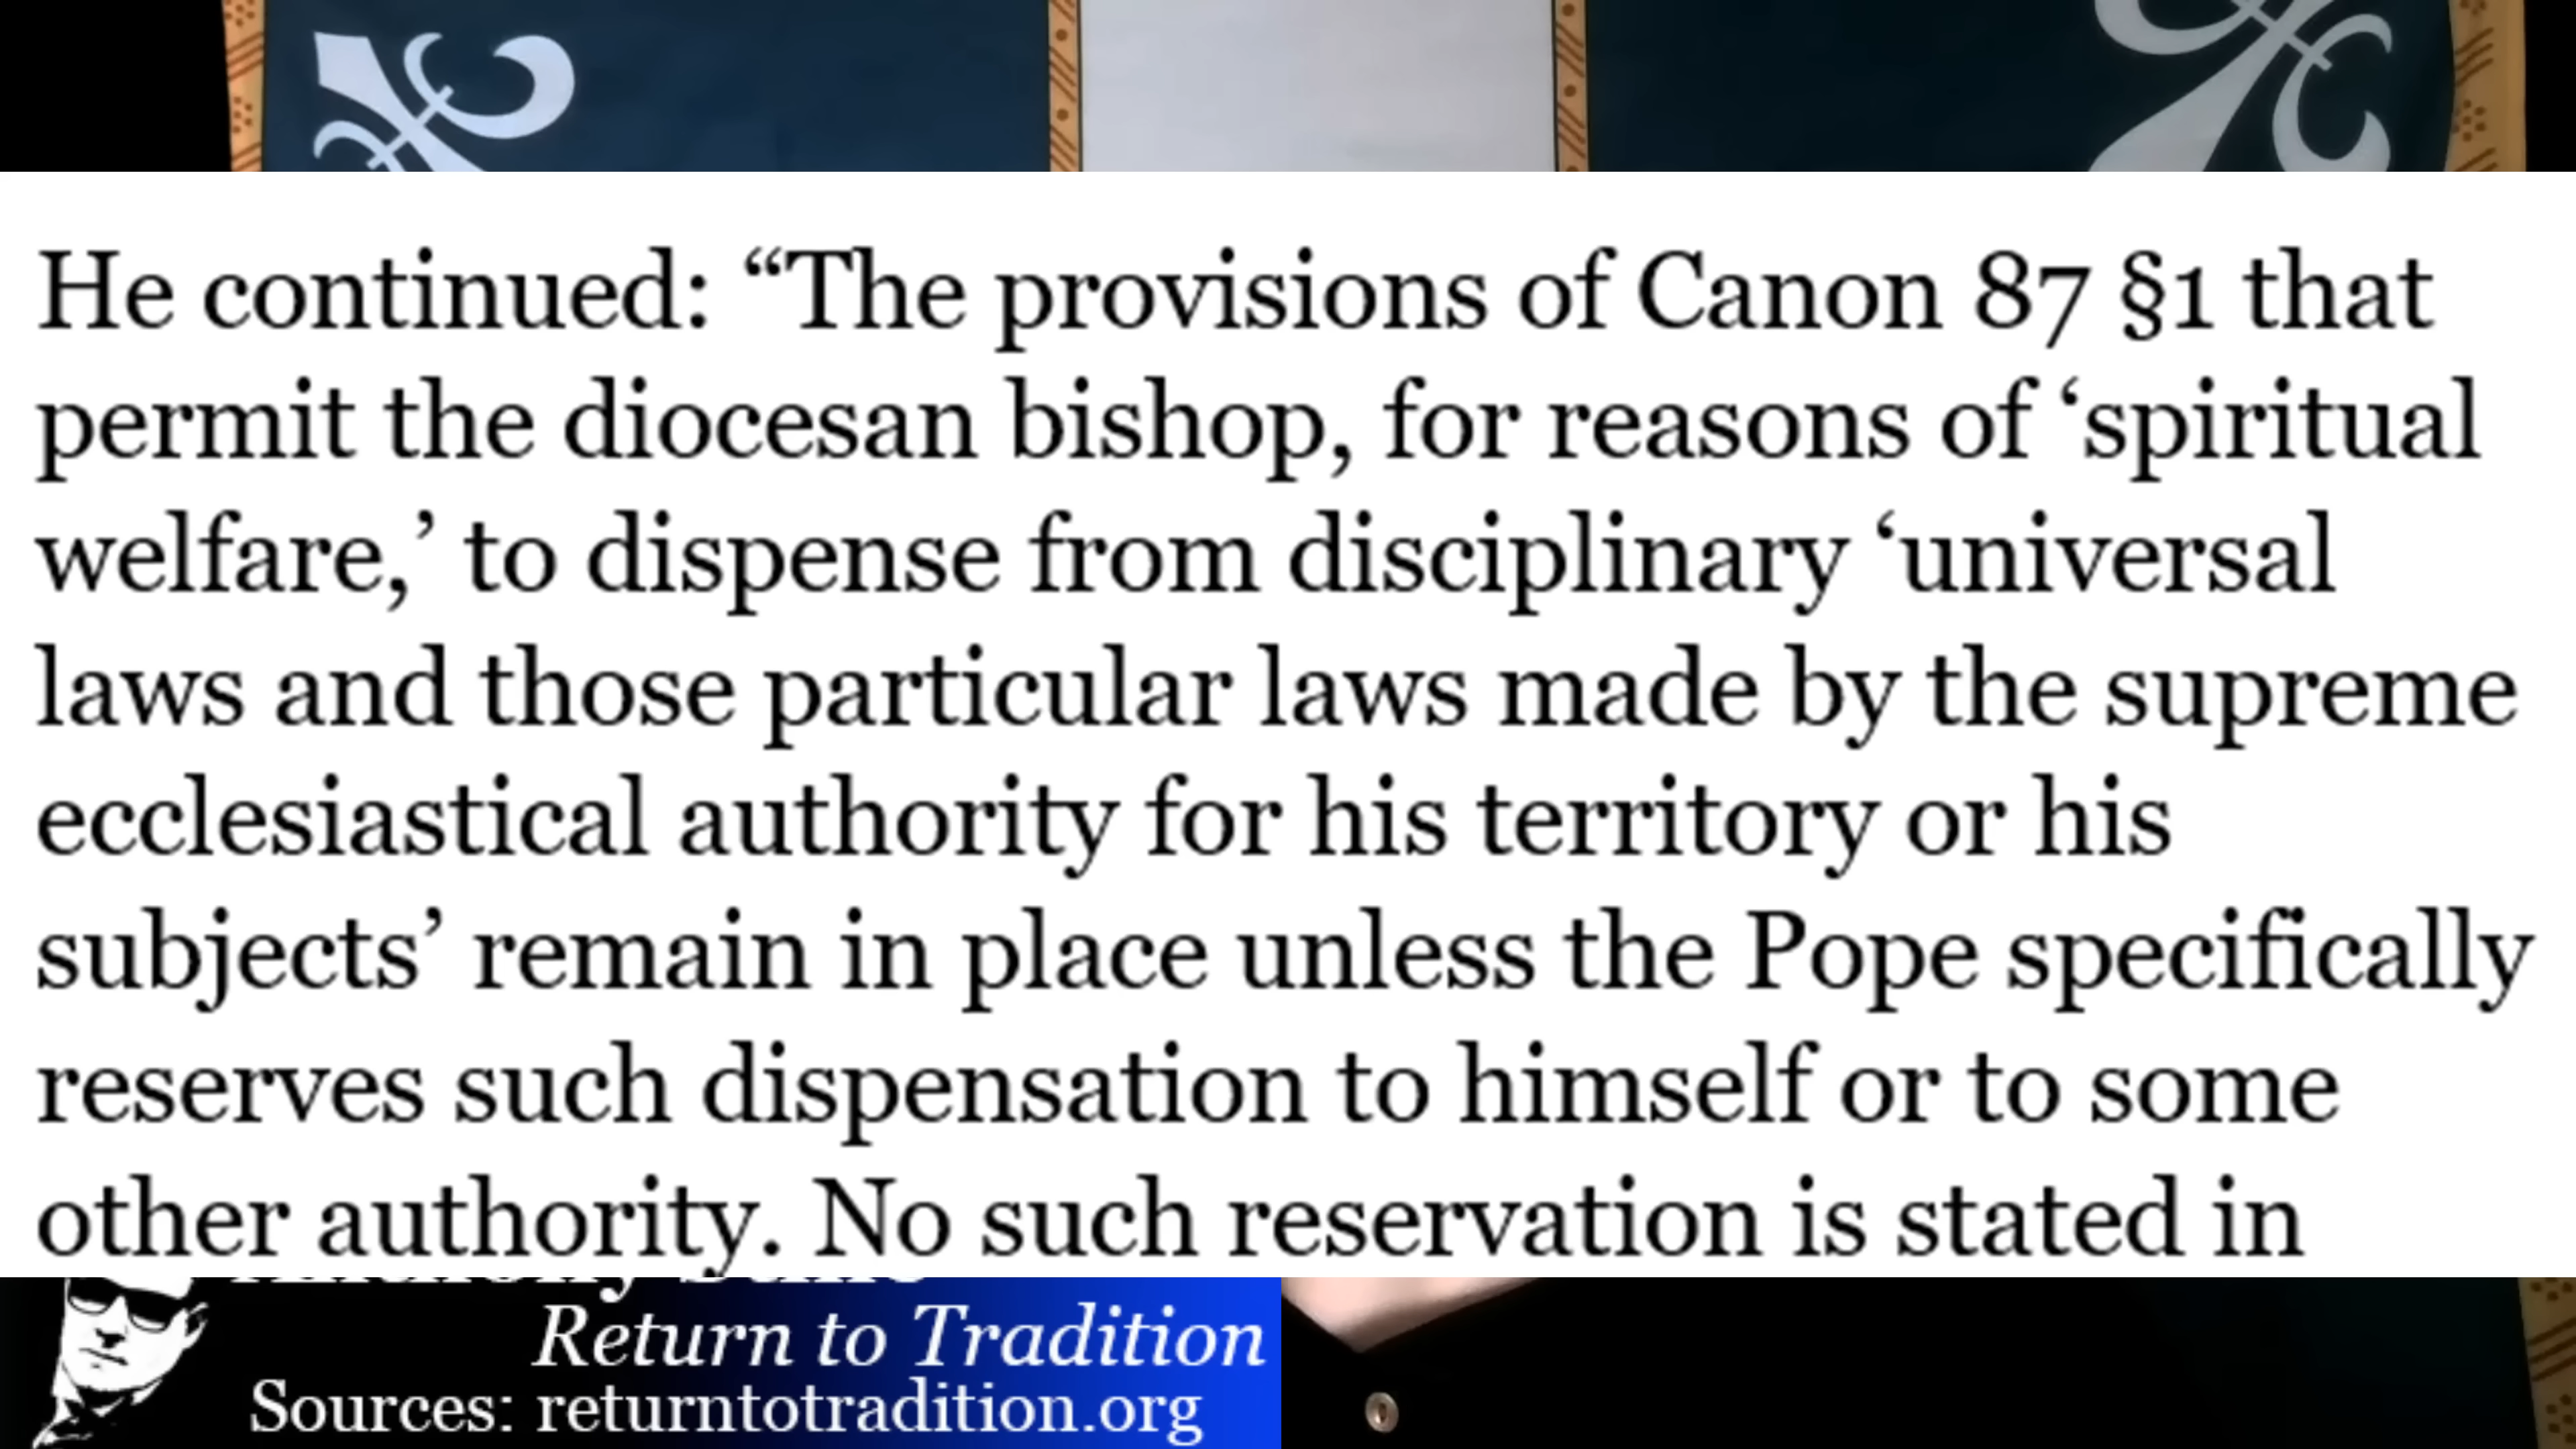 He continued: “The provisions of Canon 87 §1 that
permit the diocesan bishop, for reasons of ‘spiritual
welfare,’ to dispense from disciplinary ‘universal
laws and those particular laws made by the supreme
ecclesiastical authority for his territory or his
subjects’ remain in place unless the Pope specifically
reserves such dispensation to himself or to some
other authority. No such reservation is stated in
Return to Tradition
Sources: returntotradition.org